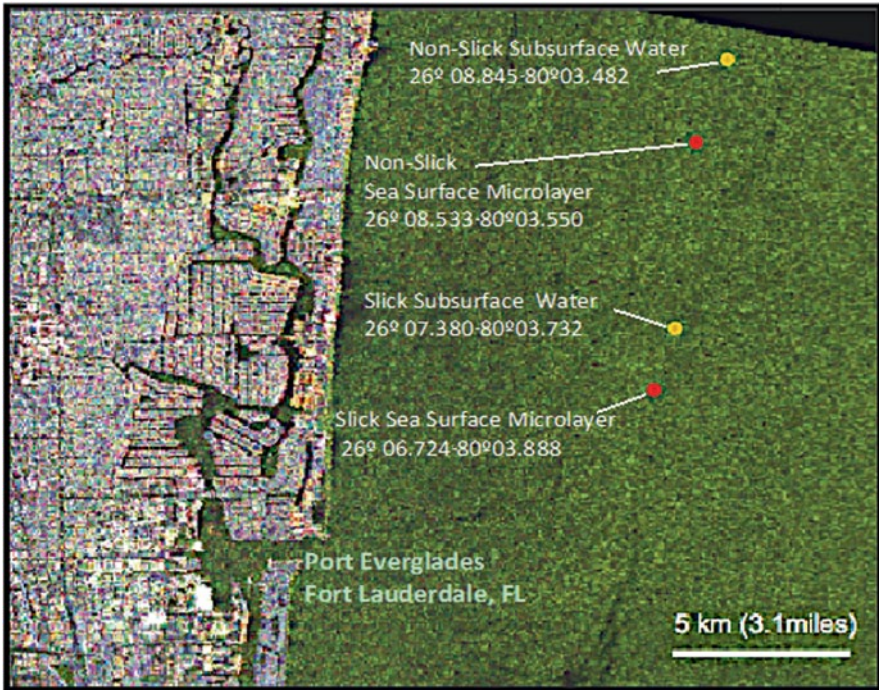 Non-Slick Subsurface Water
26º 08.845-80º03.482
Non-Slick
Sea Surface Microlayer
26º 08.533-80º03.550
Slick Subsurface Water
26º 07.380-80º03.732
Slick Sea Surface Microlayer
26º 06.724-80º03.888
Port Everglades
Fort Lauderdale, FL
5 km (3.1miles)